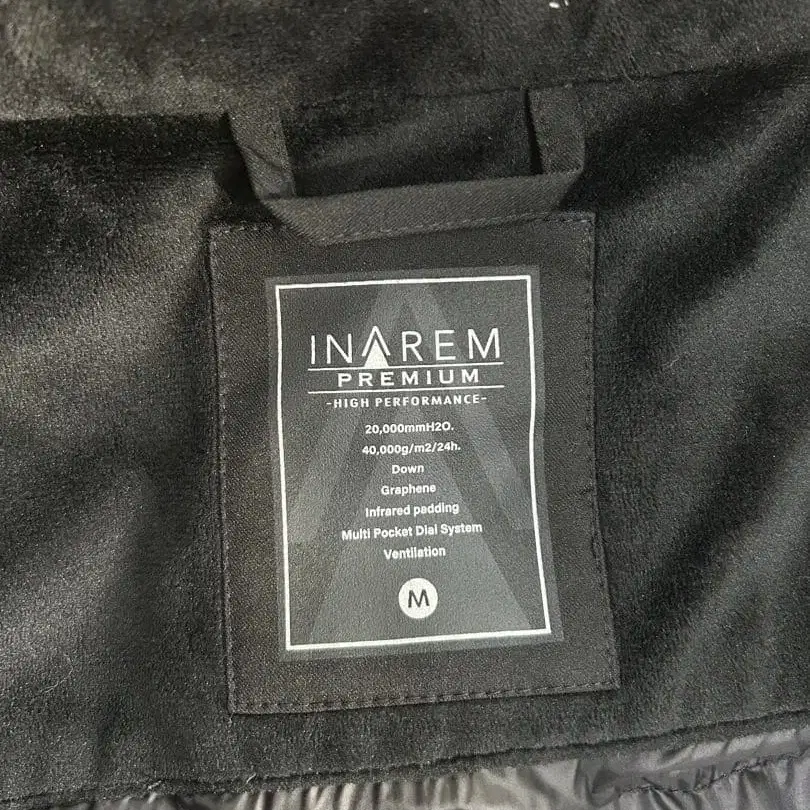 INAREM
PREMIUM
-HIGH PERFORMANCE-
20,000mmH2O.
40,000g/m2/24h.
Down
Graphene
Infrared padding
Multi Pocket Dial System
Ventilation
M